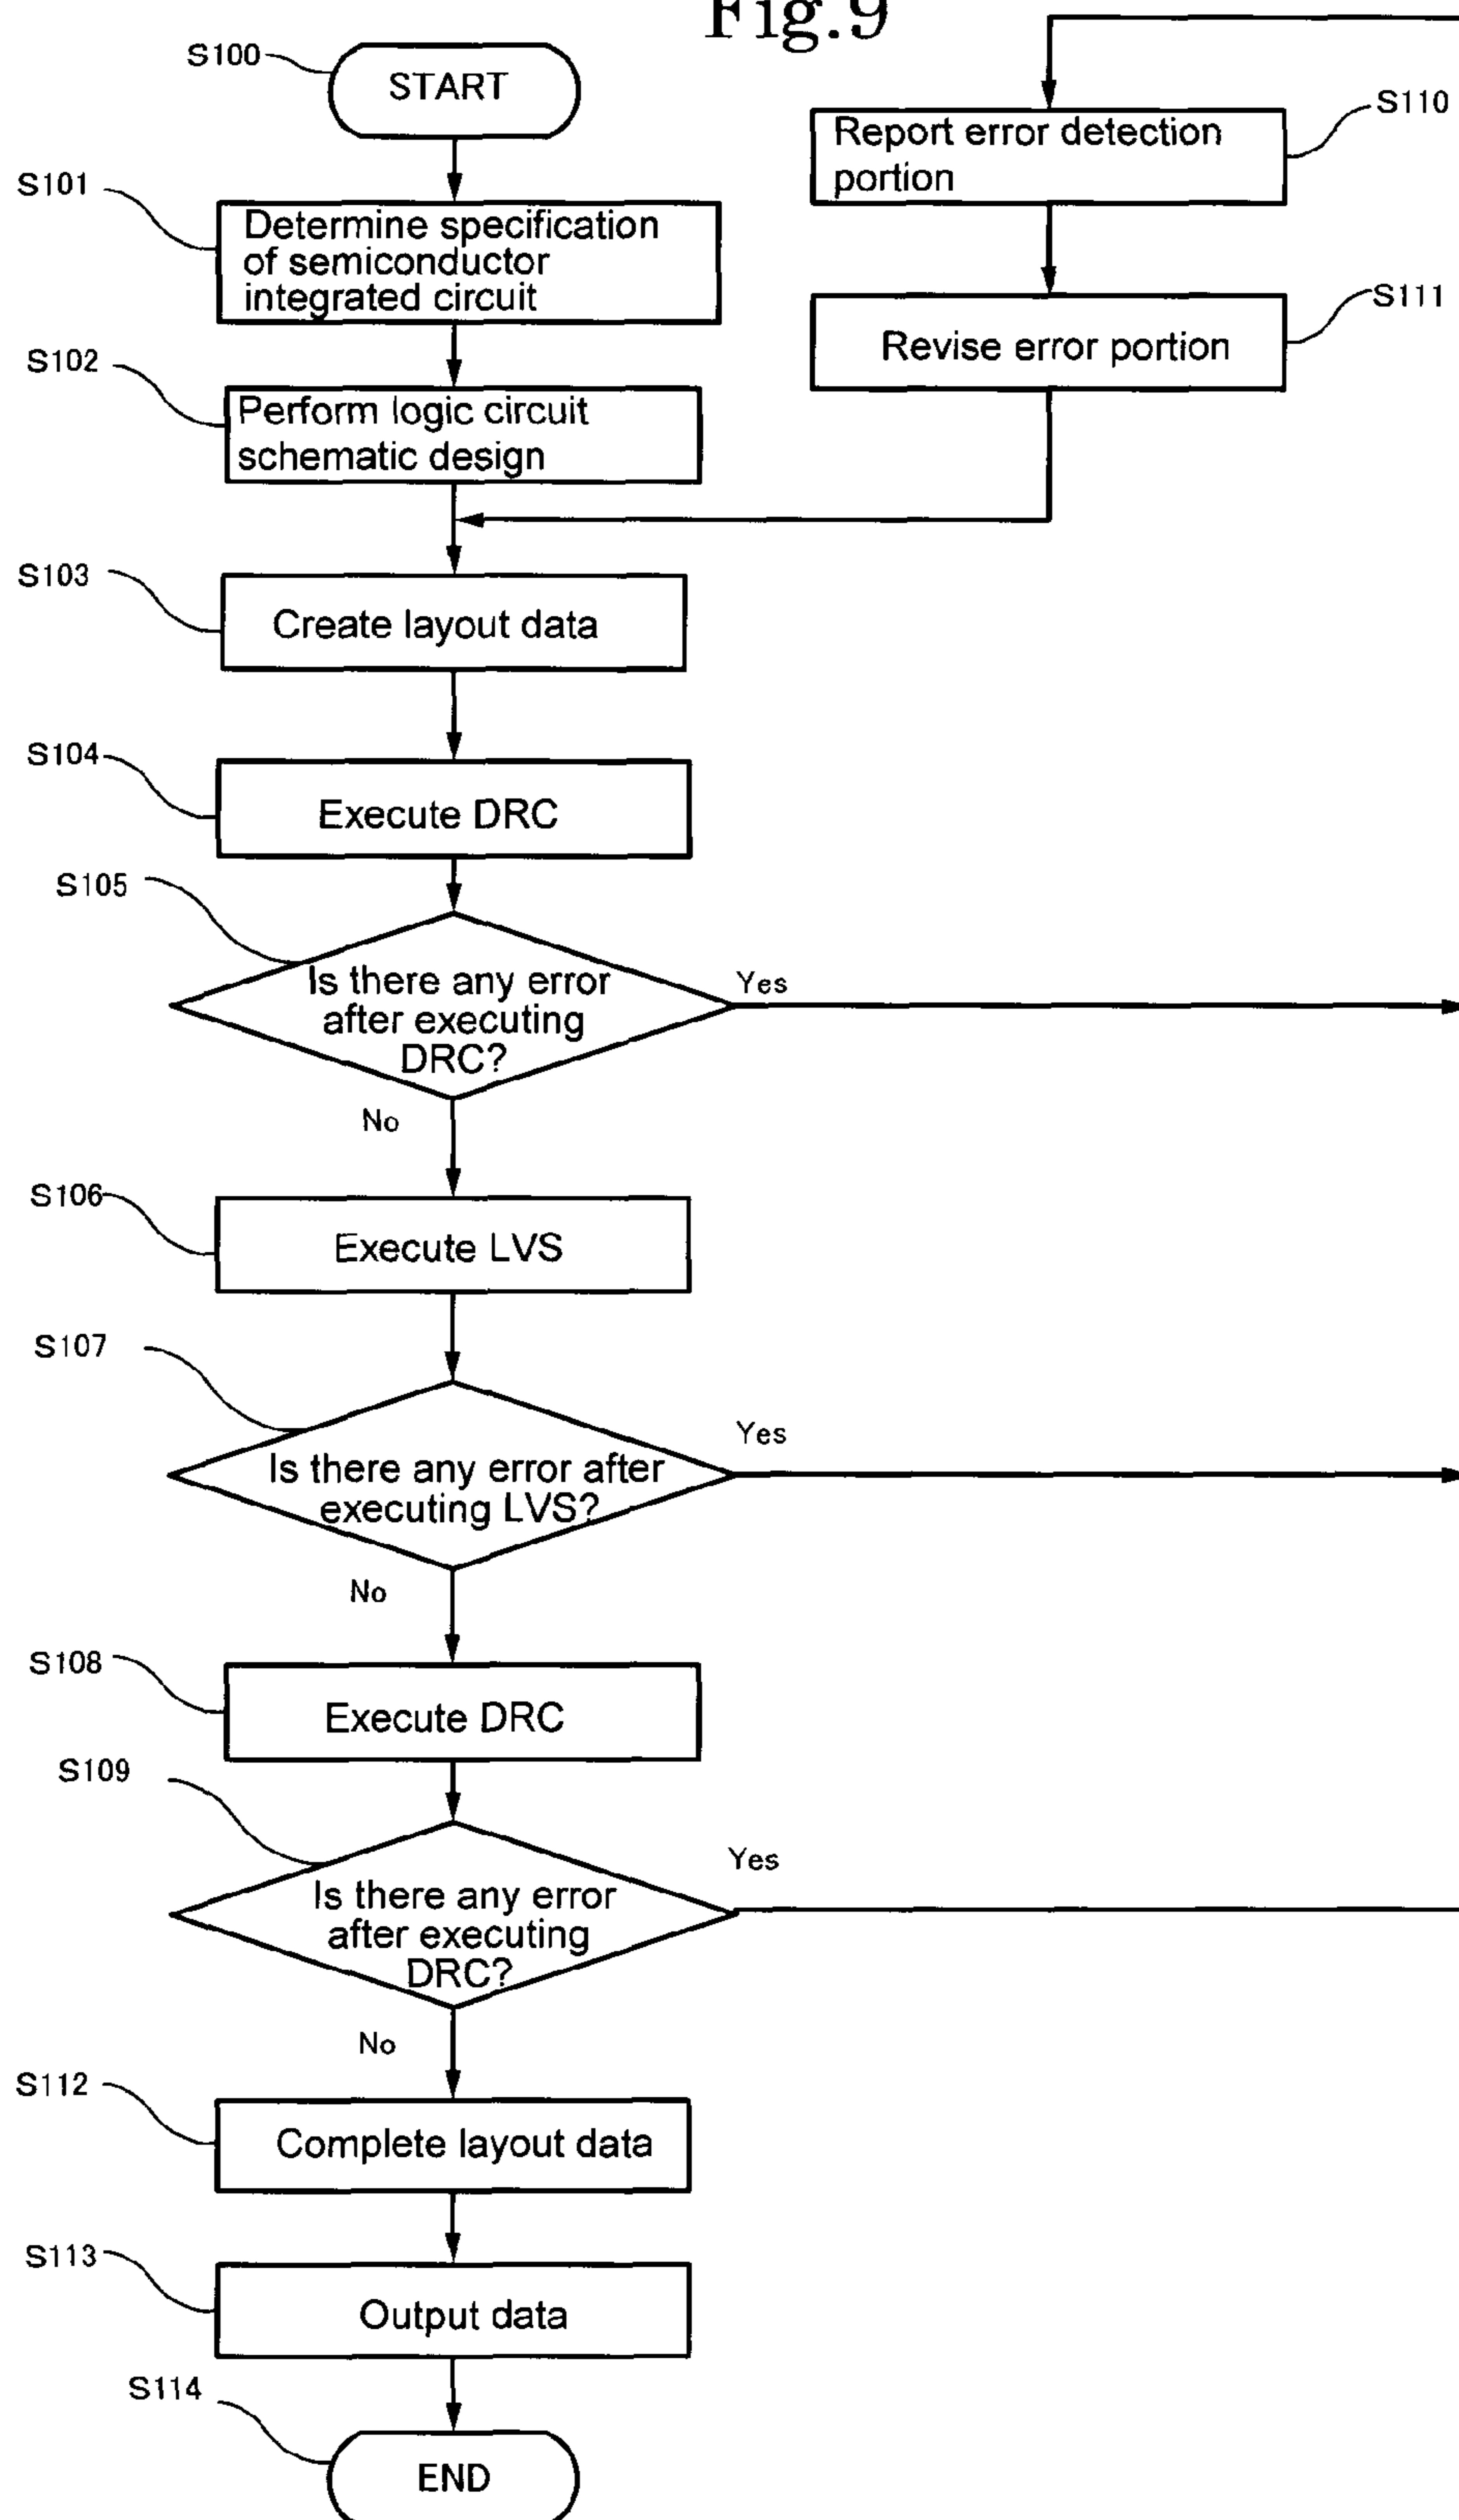 Fig.9
S100
START
S101
Determine specification
of semiconductor
integrated circuit
S102
Perform logic circuit
schematic design
S103
Create layout data
S104
Execute DRC
S105
Is there any error
after executing
DRC?
Yes
No
S106
Execute LVS
S107
Is there any error after
executing LVS?
Yes
No
S108
Execute DRC
S109
Is there any error
after executing
DRC?
Yes
No
S112
Complete layout data
S113
Output data
S114
END
S110
Report error detection
portion
S111
Revise error portion